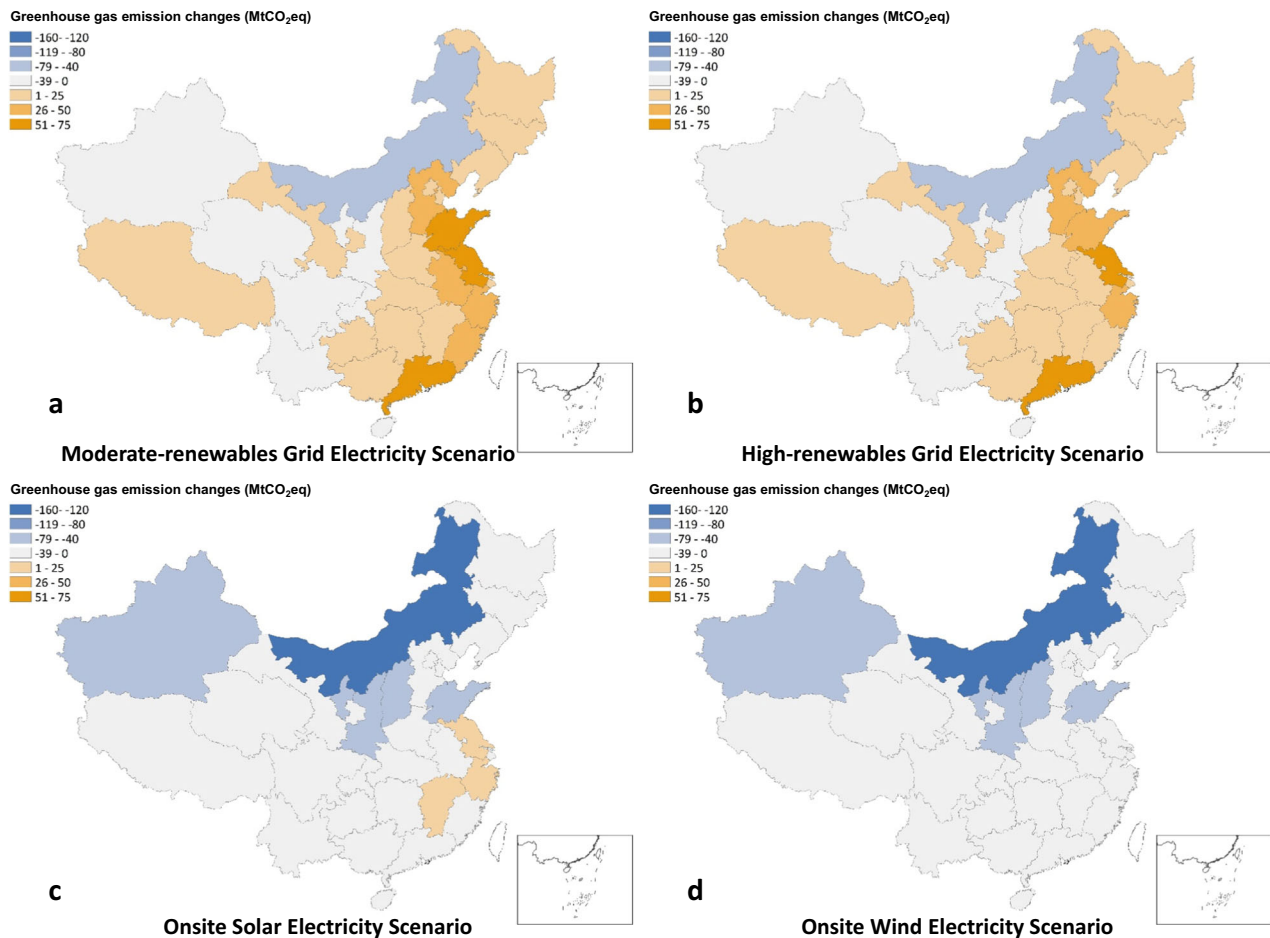 Greenhouse gas emission changes (MtCO₂eq)
-160- -120
-119 - -80
-79 - -40
-39 - 0
1 - 25
26 - 50
51 - 75
a
Moderate-renewables Grid Electricity Scenario
Greenhouse gas emission changes (MtCO₂eq)
-160- -120
-119 - -80
-79 - -40
-39 - 0
1 - 25
26 - 50
51 - 75
b
High-renewables Grid Electricity Scenario
Greenhouse gas emission changes (MtCO₂eq)
-160- -120
-119 - -80
-79 - -40
-39 - 0
1 - 25
26 - 50
51 - 75
c
Onsite Solar Electricity Scenario
Greenhouse gas emission changes (MtCO₂eq)
-160- -120
-119 - -80
-79 - -40
-39 - 0
1 - 25
26 - 50
51 - 75
d
Onsite Wind Electricity Scenario